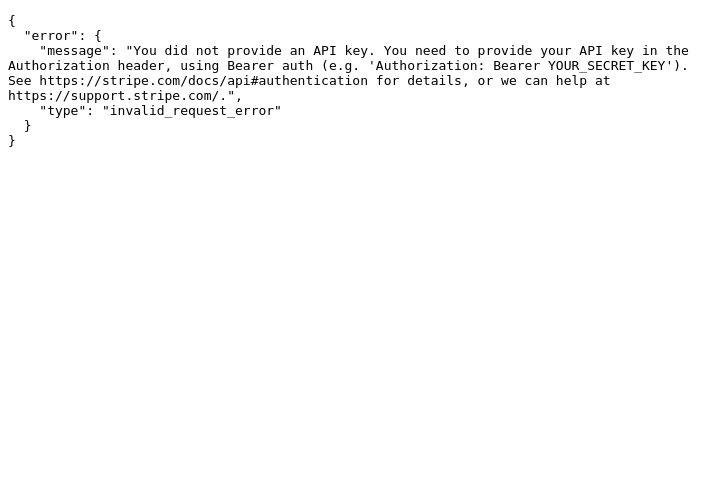 {
  "error": {
    "message": "You did not provide an API key. You need to provide your API key in the
Authorization header, using Bearer auth (e.g. 'Authorization: Bearer YOUR_SECRET_KEY').
See https://stripe.com/docs/api#authentication for details, or we can help at
https://support.stripe.com/.",
    "type": "invalid_request_error"
  }
}